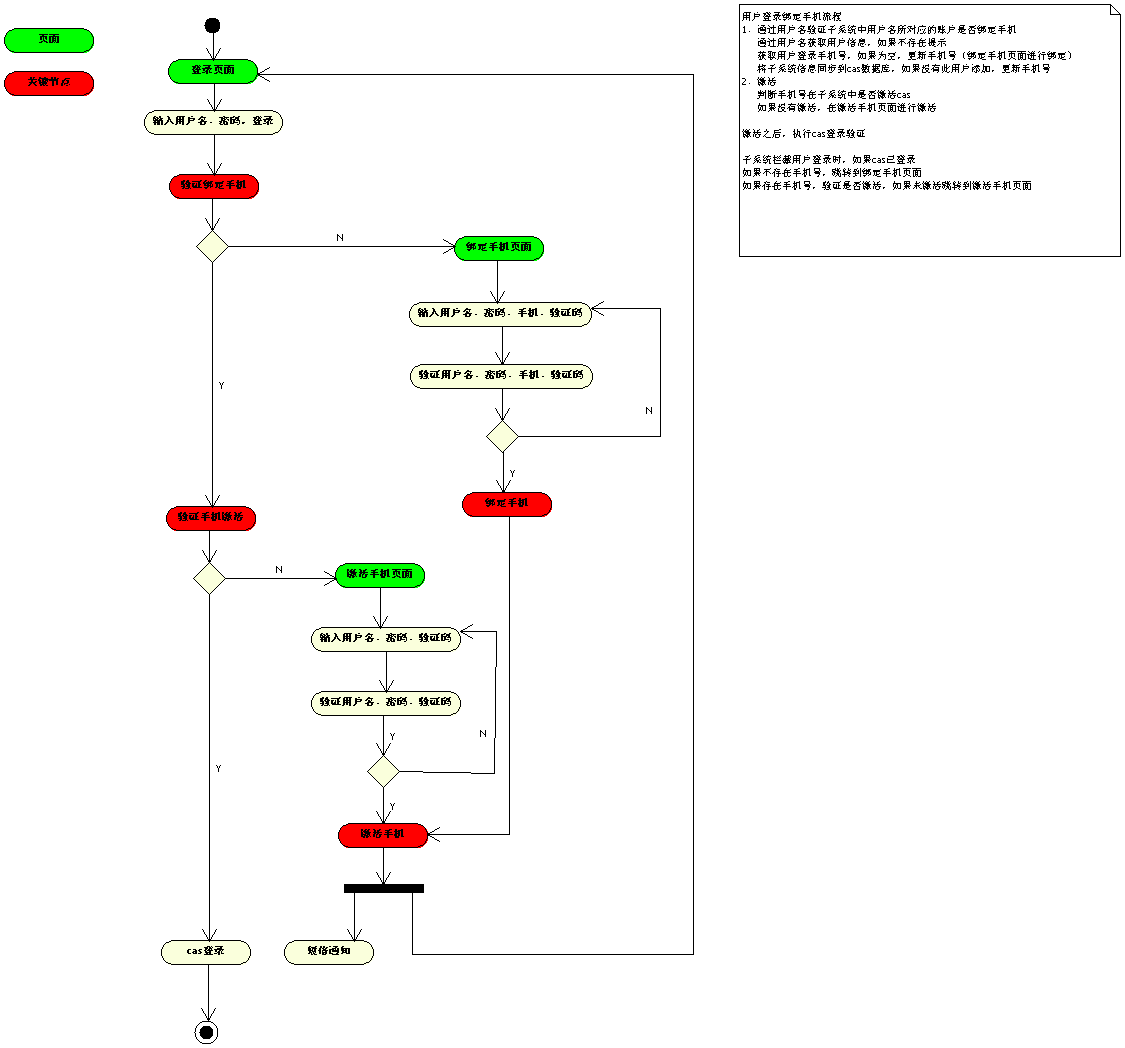 页面
关键节点
登录页面
输入用户名、密码，登录
验证绑定手机
N
绑定手机页面
输入用户名、密码、手机、验证码
验证用户名、密码、手机、验证码
N
Y
Y
绑定手机
验证手机激活
N
激活手机页面
输入用户名、密码、验证码
验证用户名、密码、验证码
Y
N
Y
Y
激活手机
cas登录
短信通知
用户登录绑定手机流程
1. 通过用户名验证子系统中用户名所对应的账户是否绑定手机
通过用户名获取用户信息，如果不存在提示
获取用户登录手机号，如果为空，更新手机号（绑定手机页面进行绑定）
将子系统信息同步到cas数据库，如果没有此用户添加，更新手机号
2. 激活
判断手机号在子系统中是否激活cas
如果没有激活，在激活手机页面进行激活
激活之后，执行cas登录验证
子系统拦截用户登录时，如果cas已登录
如果不存在手机号，跳转到绑定手机页面
如果存在手机号，验证是否激活，如果未激活跳转到激活手机页面